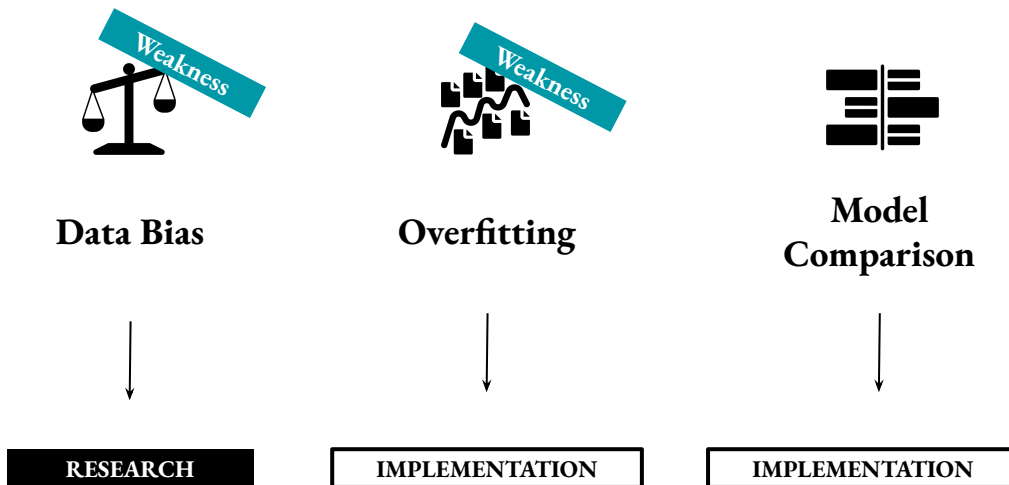 Weakness
Weakness
Data Bias
Overfitting
Model
Comparison
RESEARCH
IMPLEMENTATION
IMPLEMENTATION